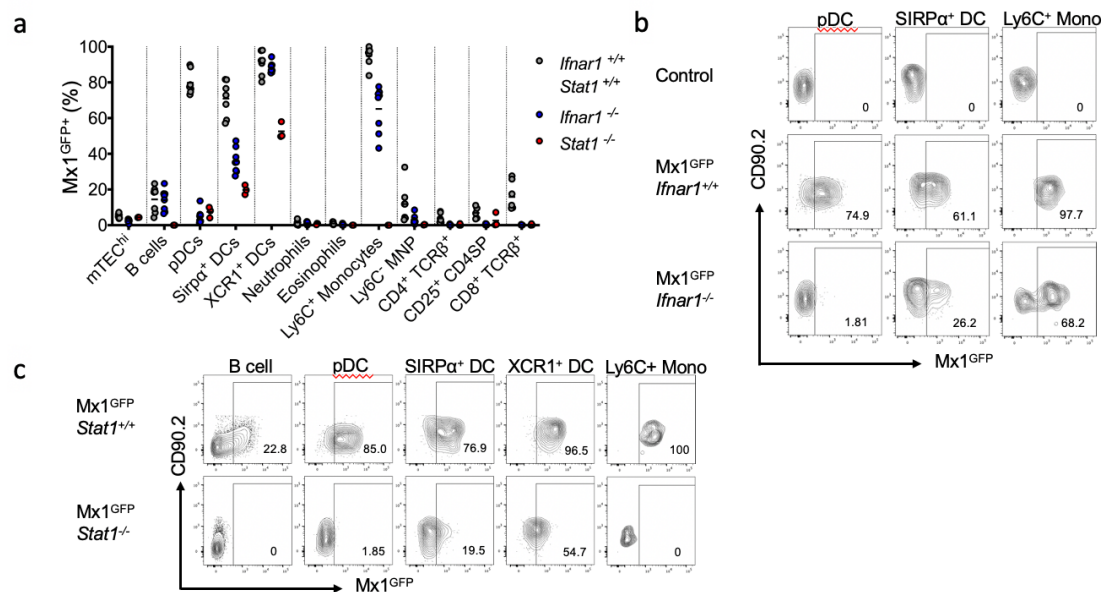 a
Mx1GFP+ (%)
100
80
60
40
20
0
mTEChi
B cells
pDCs
Sirpα+ DCs
XCR1+ DCs
Neutrophils
Eosinophils
Ly6C+ Monocytes
Ly6C- MNP
CD4+ TCRβ+
CD25+ CD4SP
CD8+ TCRβ+
Ifnar1 +/+
Stat1 +/+
Ifnar1 -/-
Stat1 -/-
b
pDC SIRPα+ DC Ly6C+ Mono
Control
0 0 0
Mx1GFP
Ifnar1+/+
74.9 61.1 97.7
Mx1GFP
Ifnar1-/-
1.81 26.2 68.2
CD90.2
Mx1GFP
c
B cell pDC SIRPα+ DC XCR1+ DC Ly6C+ Mono
Mx1GFP
Stat1+/+
22.8 85.0 76.9 96.5 100
Mx1GFP
Stat1-/-
0 1.85 19.5 54.7 0
CD90.2
Mx1GFP